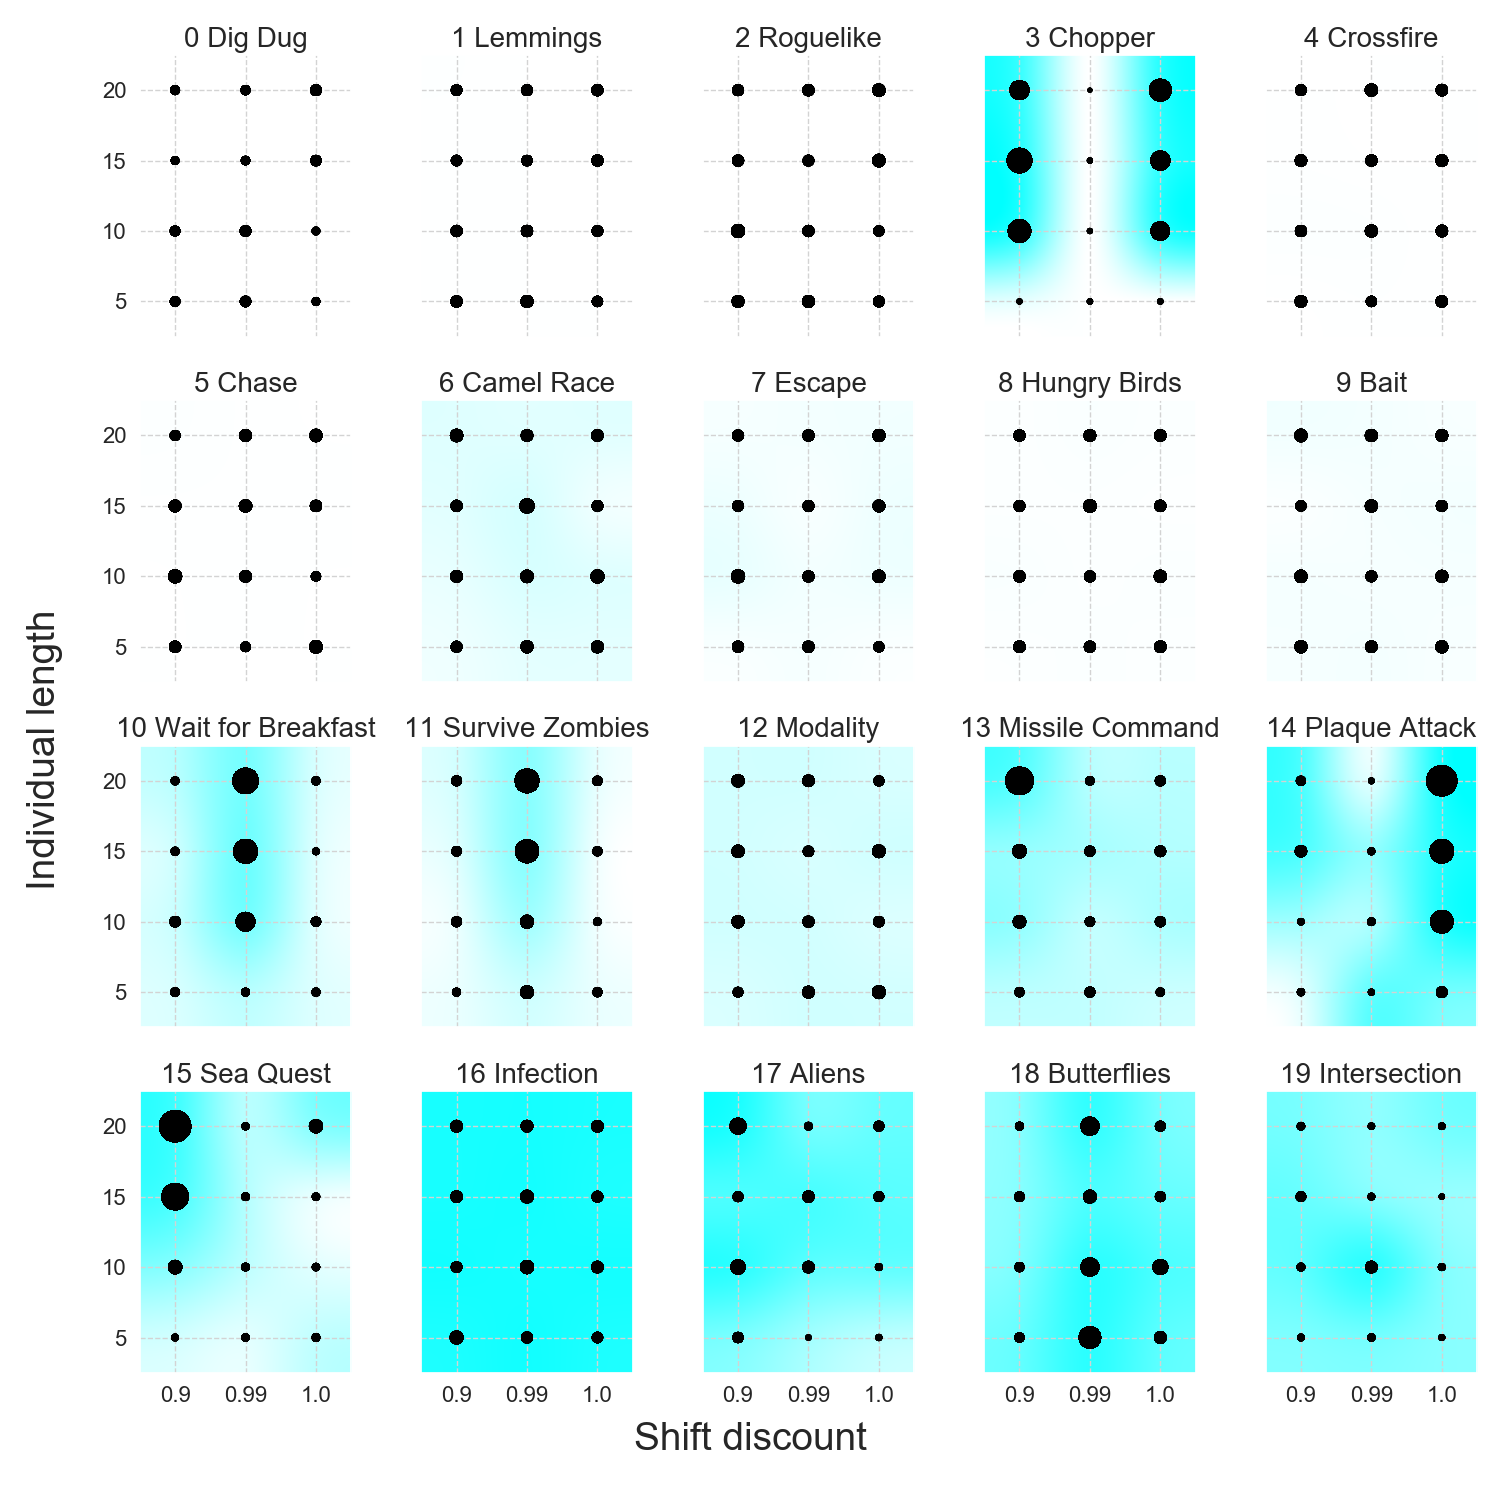 0 Dig Dug 1 Lemmings 2 Roguelike 3 Chopper 4 Crossfire
20
15
10
5
5 Chase 6 Camel Race 7 Escape 8 Hungry Birds 9 Bait
20
15
10
5
Individual length
10 Wait for Breakfast 11 Survive Zombies 12 Modality 13 Missile Command 14 Plaque Attack
20
15
10
5
15 Sea Quest 16 Infection 17 Aliens 18 Butterflies 19 Intersection
20
15
10
5
0.9 0.99 1.0 0.9 0.99 1.0 0.9 0.99 1.0 0.9 0.99 1.0 0.9 0.99 1.0
Shift discount